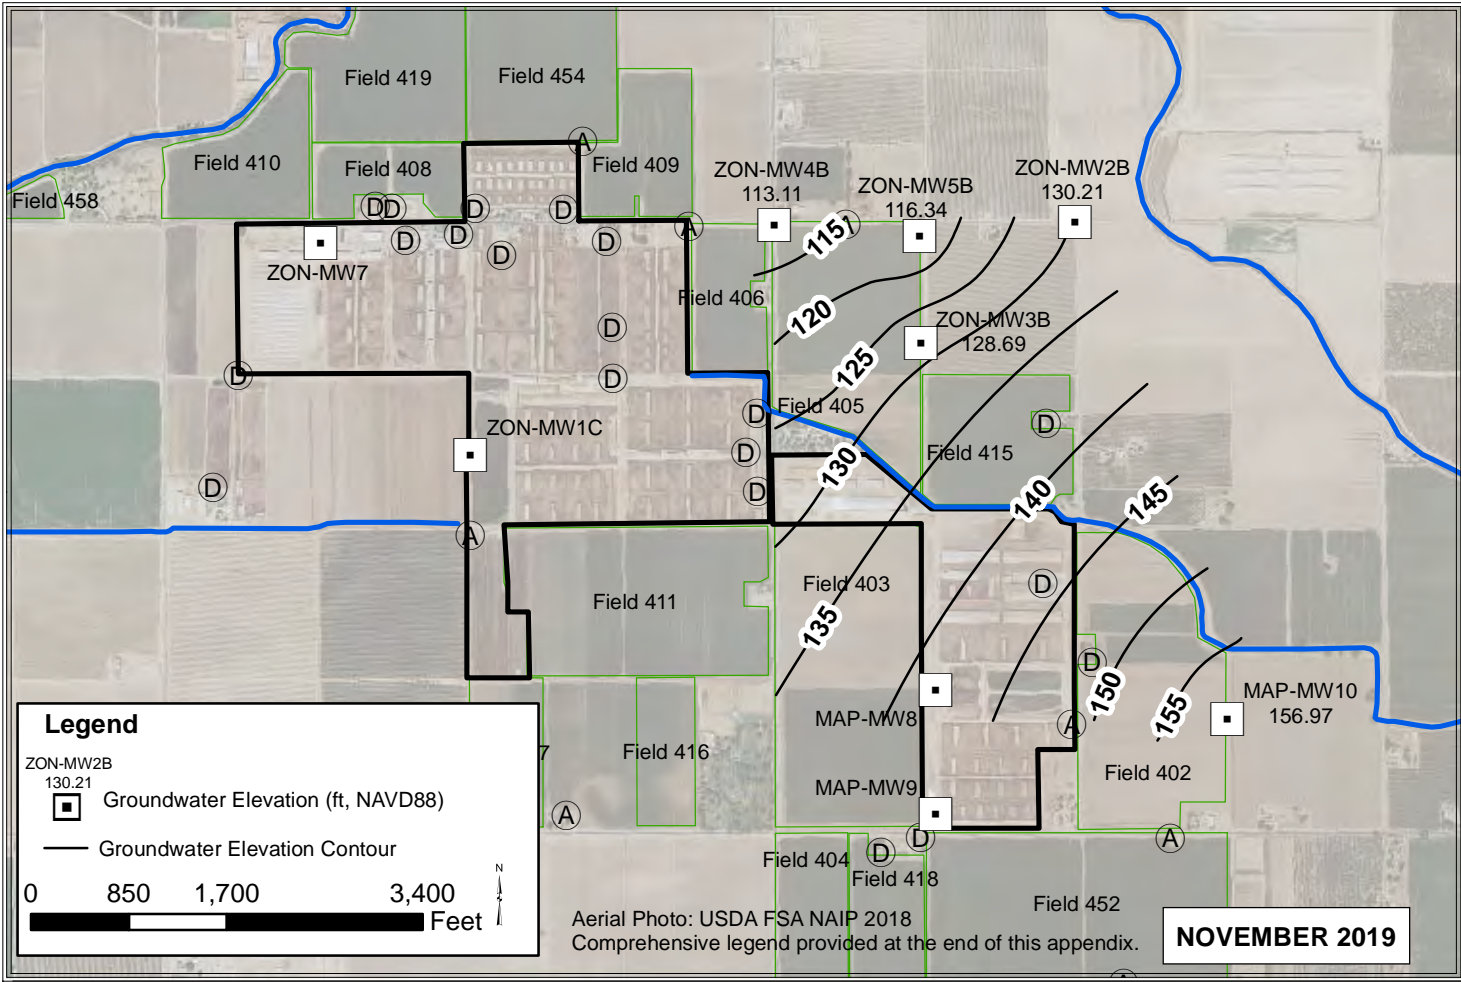 Field 419
Field 454
Field 410
Field 408
Field 409
Field 458
A
ZON-MW4B
113.11
ZON-MW5B
116.34
ZON-MW2B
130.21
D
D
D
D
D
D
D
D
A
ZON-MW7
115
Field 406
120
ZON-MW3B
128.69
D
D
D
125
Field 405
D
D
ZON-MW1C
D
D
D
130
Field 415
140
145
A
Field 411
Field 403
D
135
D
150
155
MAP-MW8
A
MAP-MW10
156.97
7
Field 416
Field 402
MAP-MW9
A
D
A
D
Field 404
Field 418
Field 452
Legend
ZON-MW2B
130.21
Groundwater Elevation (ft, NAVD88)
Groundwater Elevation Contour
0 850 1,700 3,400
Feet
N
Aerial Photo: USDA FSA NAIP 2018
Comprehensive legend provided at the end of this appendix.
NOVEMBER 2019